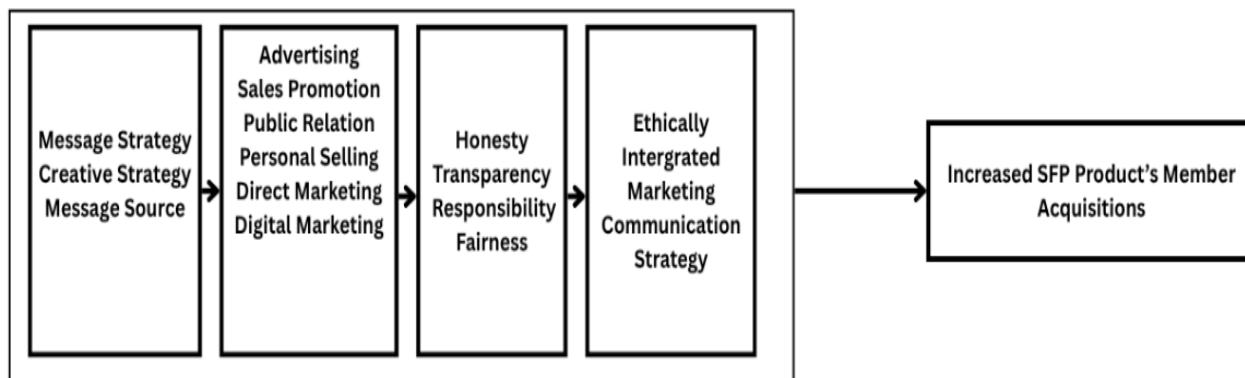 Message Strategy
Creative Strategy
Message Source
Advertising
Sales Promotion
Public Relation
Personal Selling
Direct Marketing
Digital Marketing
Honesty
Transparency
Responsibility
Fairness
Ethically
Intergrated
Marketing
Communication
Strategy
Increased SFP Product's Member
Acquisitions